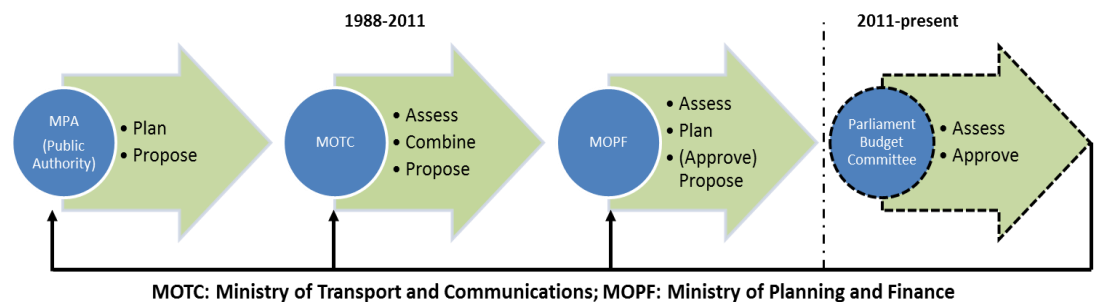 1988-2011
2011-present
MPA
(Public
Authority)
• Plan
• Propose
MOTC
• Assess
• Combine
• Propose
MOPF
• Assess
• Plan
• (Approve)
Propose
Parliament
Budget
Committee
• Assess
• Approve
MOTC: Ministry of Transport and Communications; MOPF: Ministry of Planning and Finance